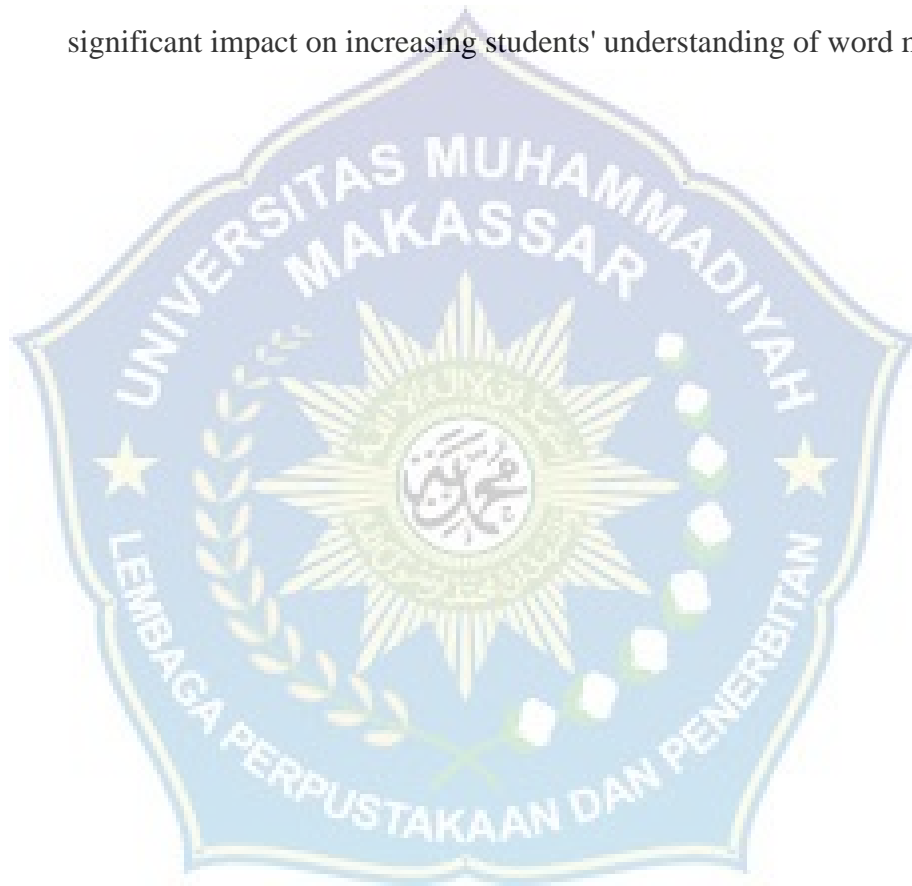 significant impact on increasing students' understanding of word
UNIVERSITAS MUHAMMADIYAH
MAKASSAR
LEMBAGA PERPUSTAKAAN DAN PENERBITAN